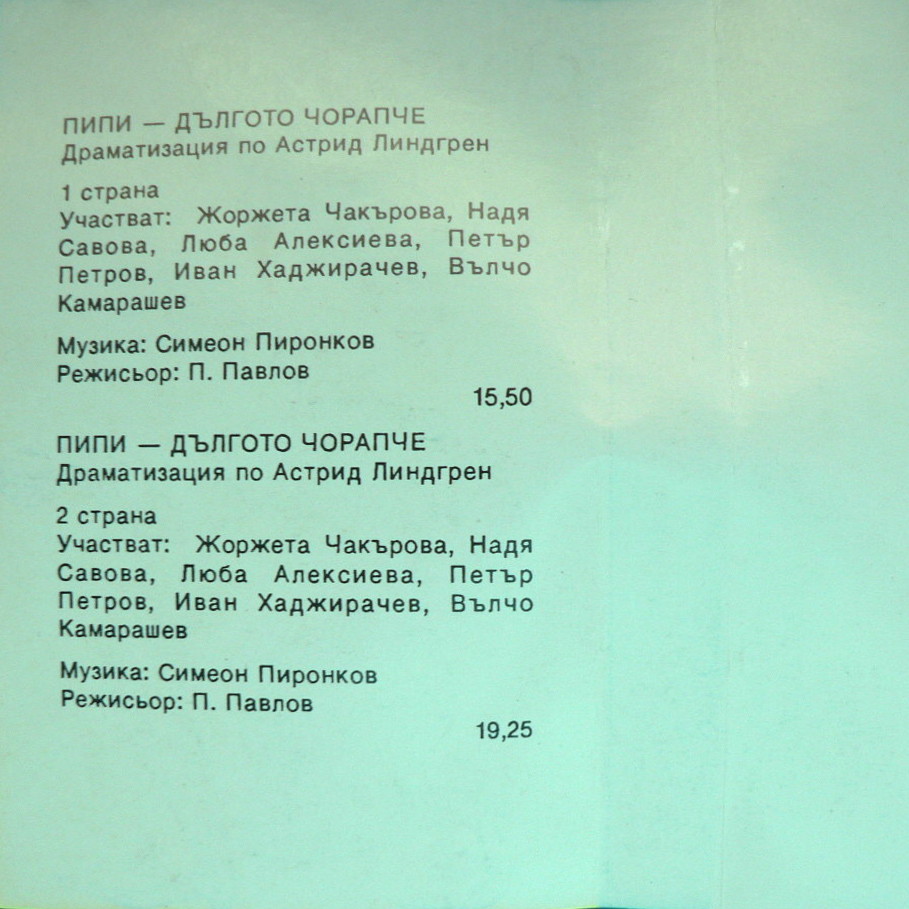 ПИПИ — ДЪЛГОТО ЧОРАПЧЕ
Драматизация по Астрид Линдгрен
1 страна
Участват: Жоржета Чакърова, Надя
Савова, Люба Алексиева, Петър
Петров, Иван Хаджирачев, Вълчо
Камарашев
Музика: Симеон Пиронков
Режисьор: П. Павлов
15,50
ПИПИ — ДЪЛГОТО ЧОРАПЧЕ
Драматизация по Астрид Линдгрен
2 страна
Участват: Жоржета Чакърова, Надя
Савова, Люба Алексиева, Петър
Петров, Иван Хаджирачев, Вълчо
Камарашев
Музика: Симеон Пиронков
Режисьор: П. Павлов
19,25